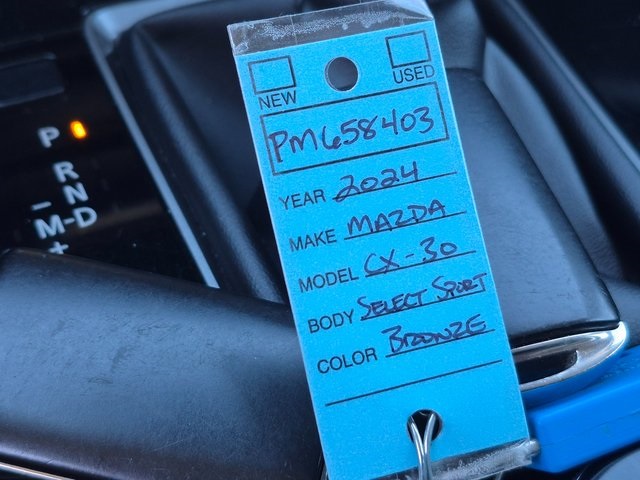 NEW USED
PM658403
YEAR 2024
MAKE MAZDA
MODEL CX-30
BODY SELECT SPORT
COLOR BRONZE
P
R
N
M-D
+